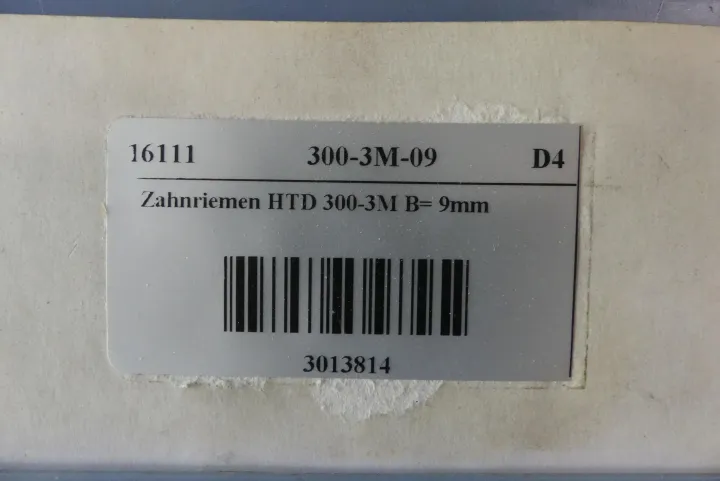 16111 300-3M-09 D4
Zahnriemen HTD 300-3M B= 9mm
3013814